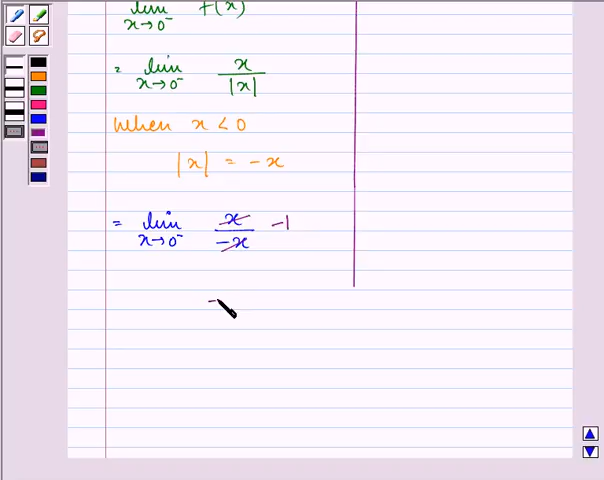 lim f(x)
x→0⁻
= lim x/|x|
x→0⁻
When x < 0
|x| = -x
= lim x/-x -1
x→0⁻
-